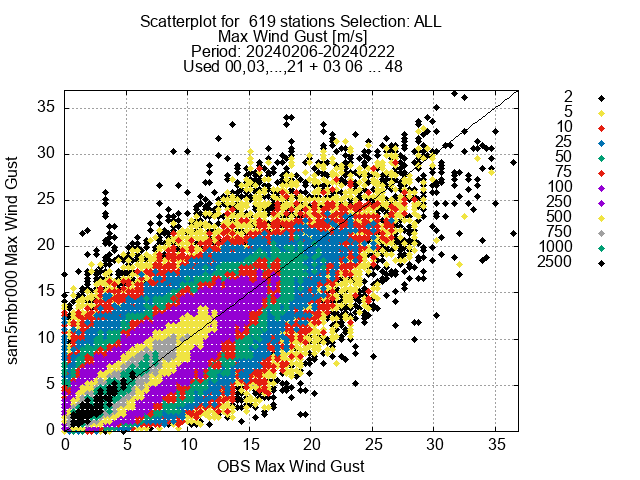 Scatterplot for  619 stations Selection: ALL
Max Wind Gust [m/s]
Period: 20240206-20240222
Used 00,03,...,21 + 03 06 ... 48
sam5mbr000 Max Wind Gust
35
30
25
20
15
10
5
0
0 5 10 15 20 25 30 35
OBS Max Wind Gust
2
5
10
25
50
75
100
250
500
750
1000
2500